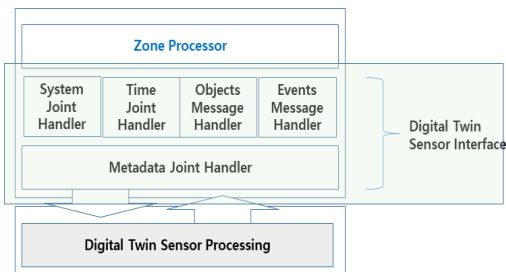 Zone Processor
System
Joint
Handler
Time
Joint
Handler
Objects
Message
Handler
Events
Message
Handler
Digital Twin
Sensor Interface
Metadata Joint Handler
Digital Twin Sensor Processing